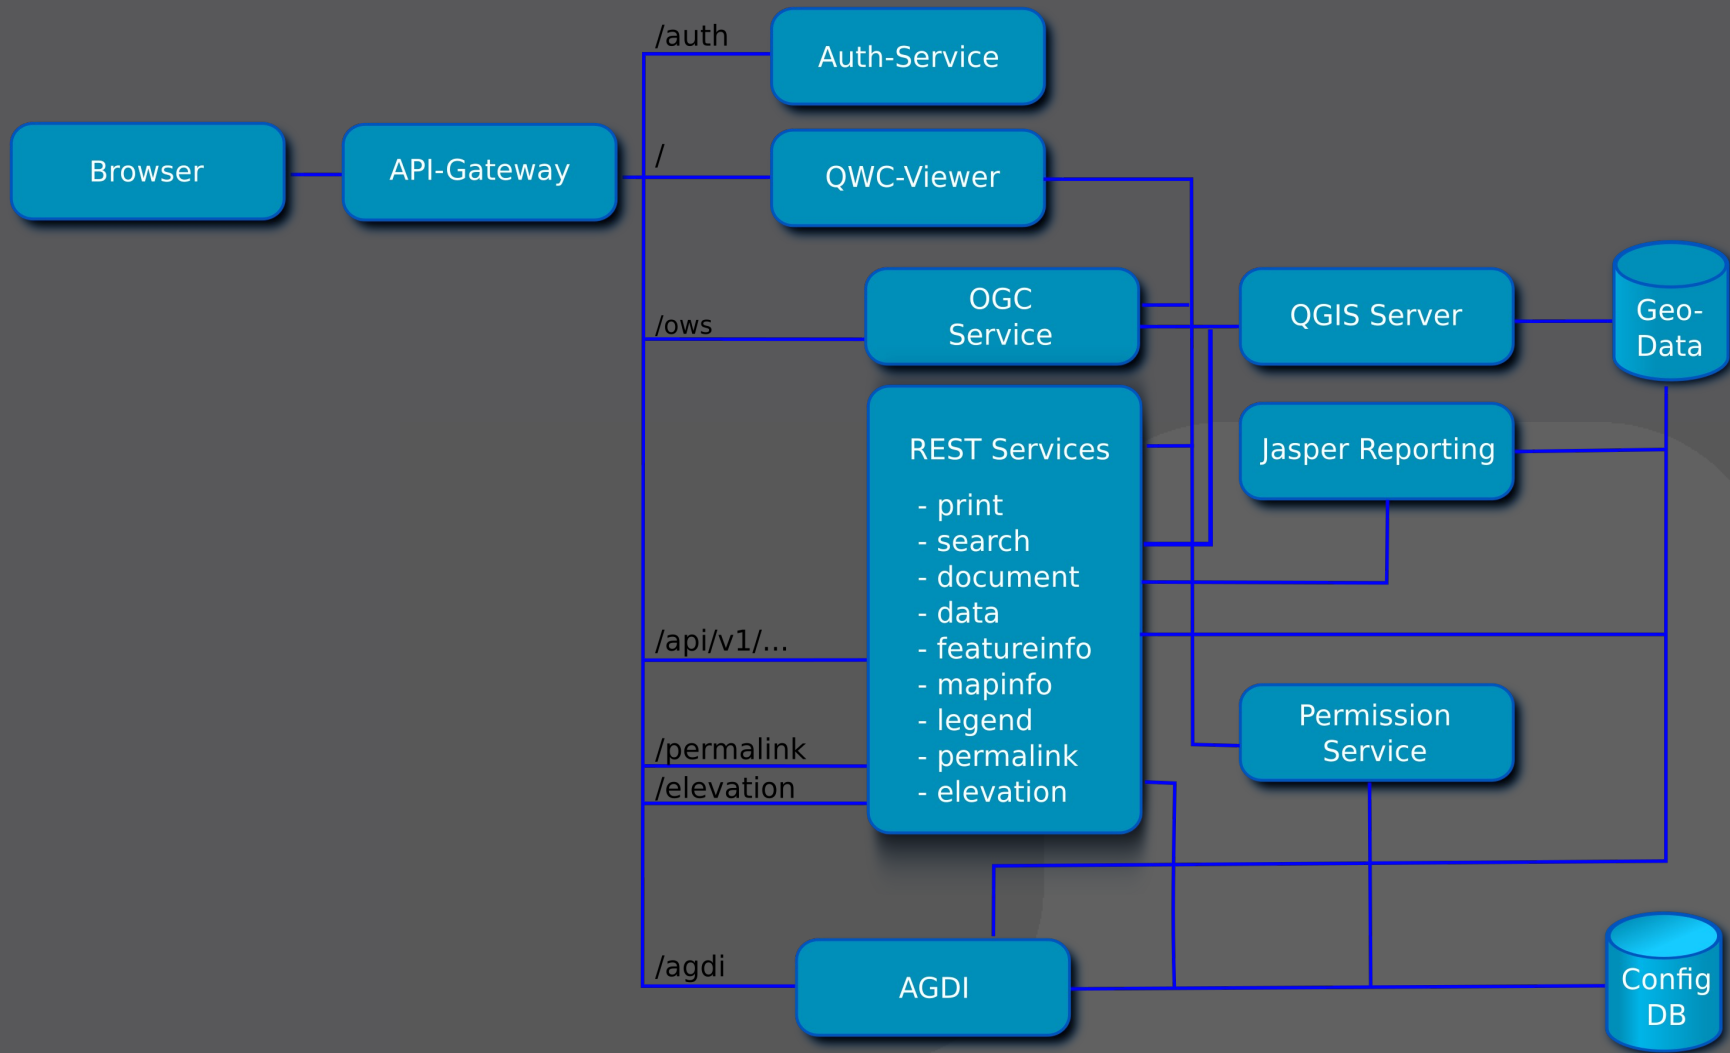 /auth
Auth-Service
Browser
API-Gateway
/
QWC-Viewer
/ows
OGC
Service
QGIS Server
Geo-
Data
REST Services
- print
- search
- document
- data
- featureinfo
- mapinfo
- legend
- permalink
- elevation
Jasper Reporting
/api/v1/...
/permalink
/elevation
Permission
Service
/agdi
AGDI
Config
DB